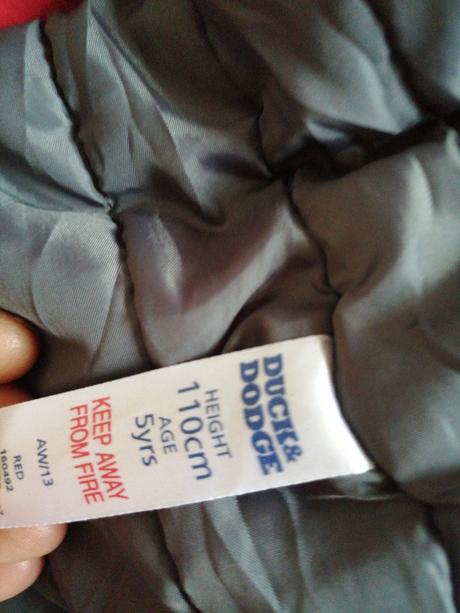 DUCK&
DODGE
HEIGHT
110cm
AGE
5yrs
KEEP AWAY
FROM FIRE
AW/13
RED
160492